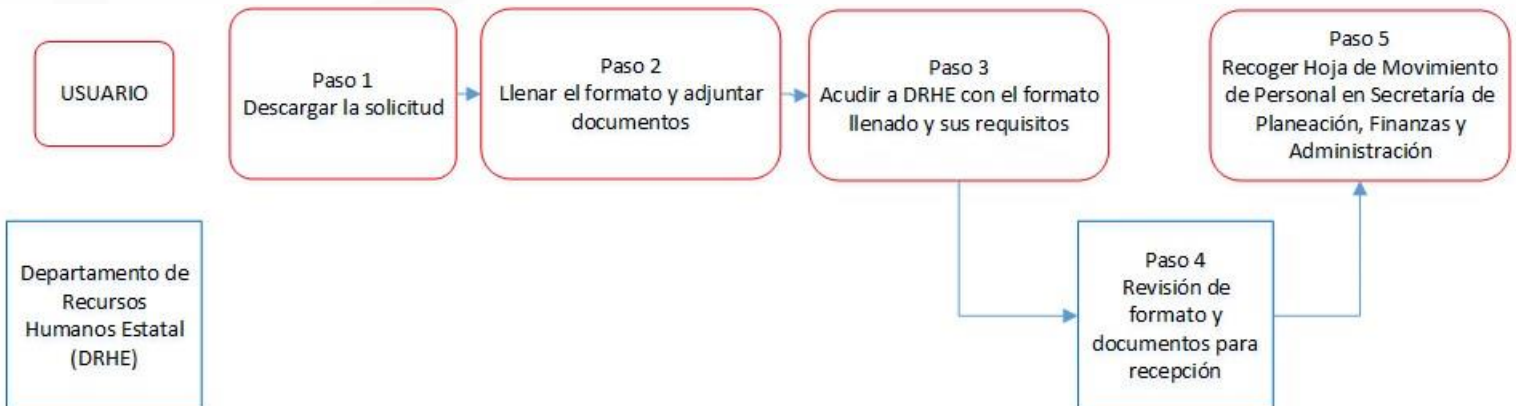 USUARIO
Paso 1
Descargar la solicitud
Paso 2
Llenar el formato y adjuntar
documentos
Paso 3
Acudir a DRHE con el formato
llenado y sus requisitos
Paso 5
Recoger Hoja de Movimiento
de Personal en Secretaría de
Planeación, Finanzas y
Administración
Departamento de
Recursos
Humanos Estatal
(DRHE)
Paso 4
Revisión de
formato y
documentos para
recepción